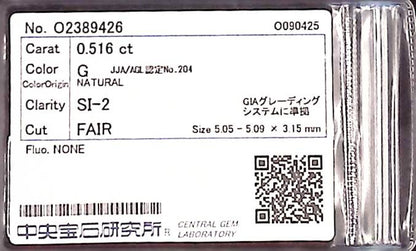 No. O2389426 O090425
Carat 0.516 ct
Color G JJA/AGL認定No.204
ColorOrigin NATURAL
Clarity SI-2 GIAグレーディング
システムに準拠
Cut FAIR Size 5.05 - 5.09 × 3.15 mm
Fluo. NONE
中央宝石研究所® CENTRAL GEM
LABORATORY